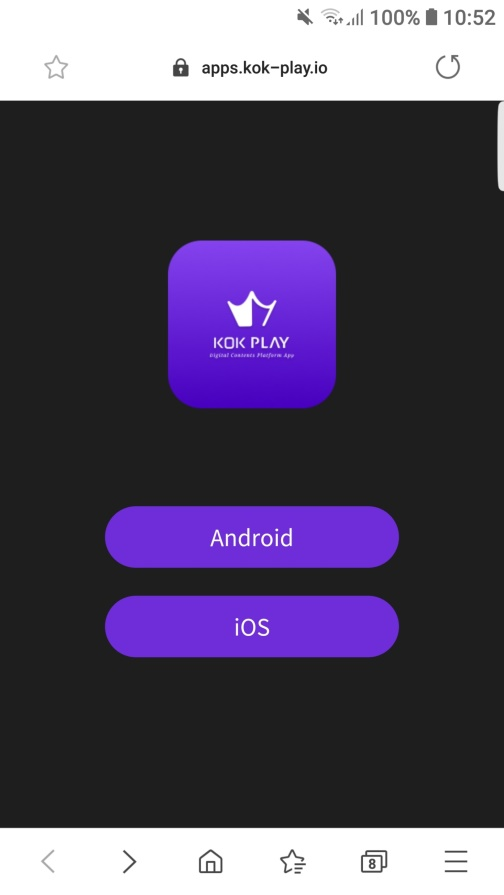 100% 10:52
apps.kok-play.io
KOK PLAY
Digital Contents Platform App
Android
iOS
8